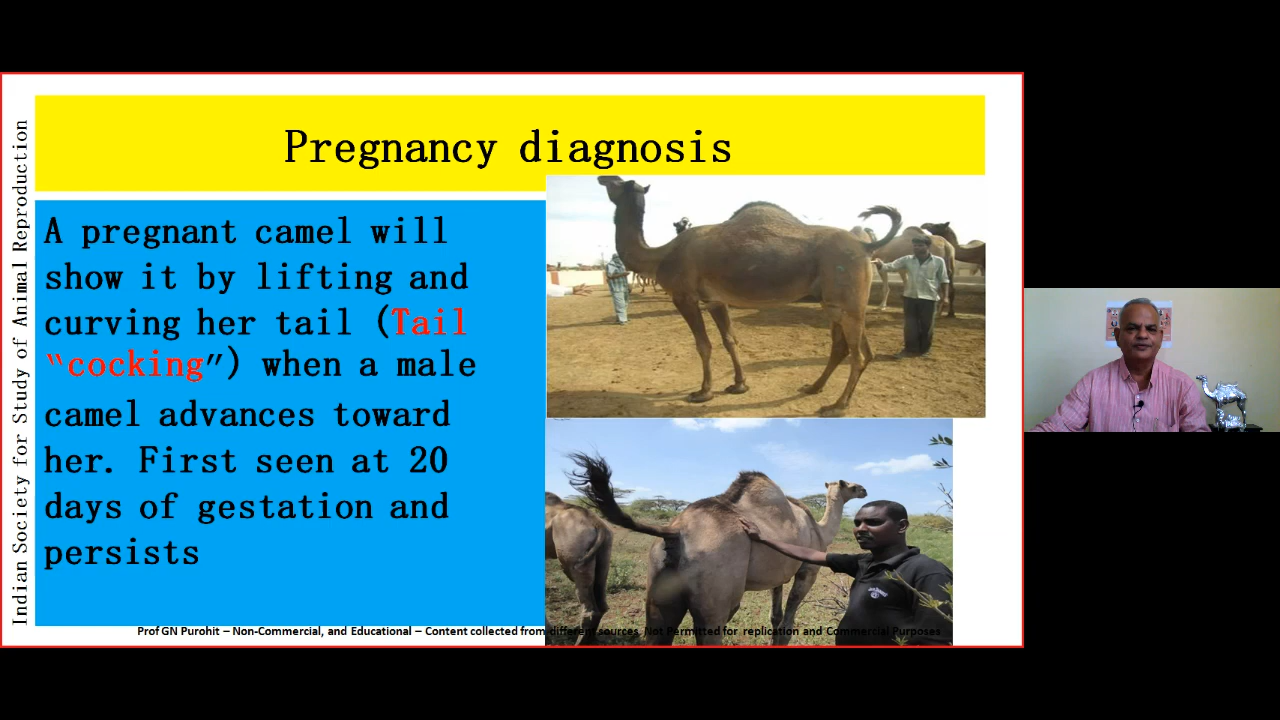 Pregnancy diagnosis
Indian Society for Study of Animal Reproduction
A pregnant camel will
show it by lifting and
curving her tail (Tail
“cocking”) when a male
camel advances toward
her. First seen at 20
days of gestation and
persists
Prof GN Purohit – Non-Commercial, and Educational – Content collected from different sources, Not Permitted for replication and Commercial Purposes